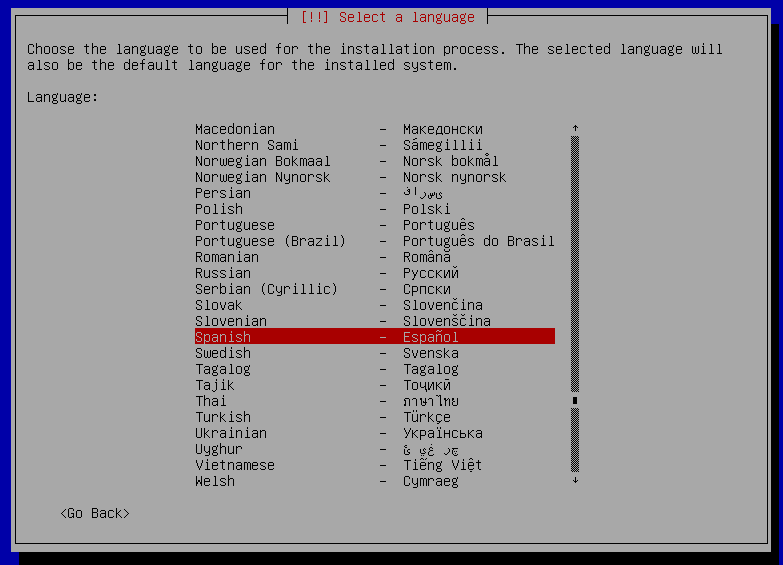 [!!] Select a language
Choose the language to be used for the installation process. The selected language will
also be the default language for the installed system.
Language:
Macedonian - Македонски
Northern Sami - Sámegillii
Norwegian Bokmaal - Norsk bokmål
Norwegian Nynorsk - Norsk nynorsk
Persian - فارسی
Polish - Polski
Portuguese - Português
Portuguese (Brazil) - Português do Brasil
Romanian - Română
Russian - Русский
Serbian (Cyrillic) - Српски
Slovak - Slovenčina
Slovenian - Slovenščina
Spanish - Español
Swedish - Svenska
Tagalog - Tagalog
Tajik - Тоҷикӣ
Thai - ภาษาไทย
Turkish - Türkçe
Ukrainian - Українська
Uyghur -
Vietnamese - Tiếng Việt
Welsh - Cymraeg
<Go Back>